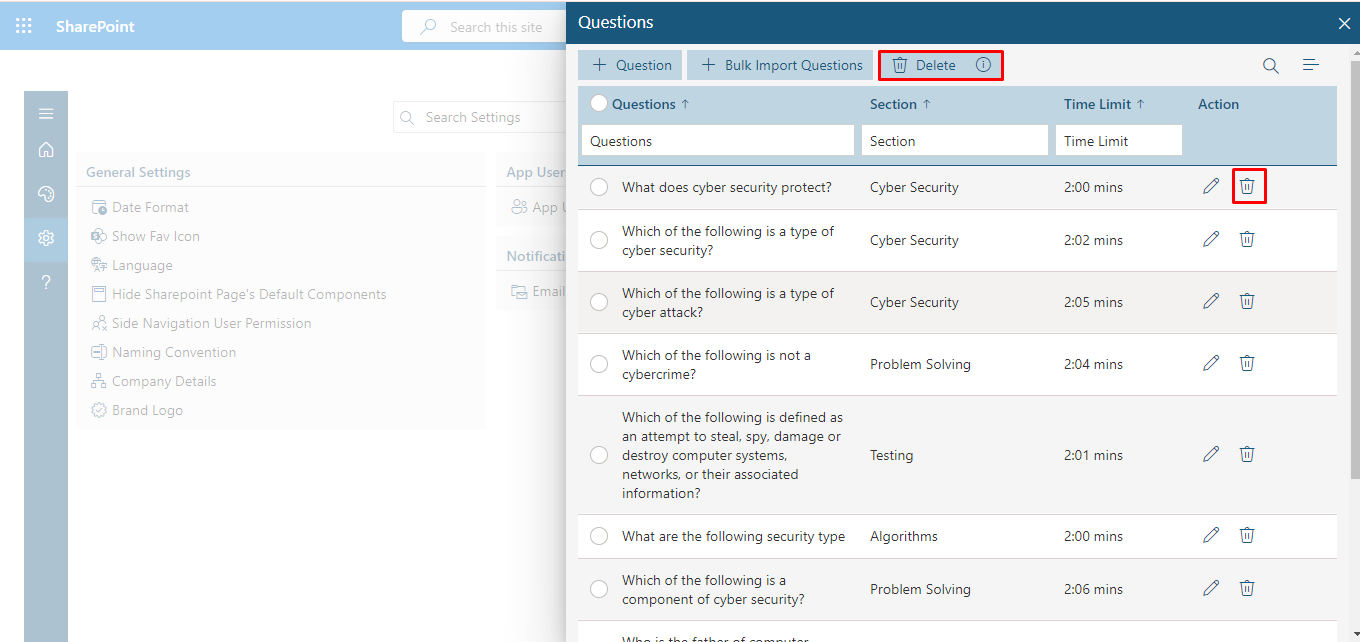 SharePoint
Search this site
Search Settings
General Settings
Date Format
Show Fav Icon
Language
Hide Sharepoint Page's Default Components
Side Navigation User Permission
Naming Convention
Company Details
Brand Logo
App User
App U
Notificati
Email
Questions
Question
Bulk Import Questions
Delete
Questions ↑ Section ↑ Time Limit ↑ Action
Questions Section Time Limit
What does cyber security protect? Cyber Security 2:00 mins
Which of the following is a type of
cyber security?
Cyber Security 2:02 mins
Which of the following is a type of
cyber attack?
Cyber Security 2:05 mins
Which of the following is not a
cybercrime?
Problem Solving 2:04 mins
Which of the following is defined as
an attempt to steal, spy, damage or
destroy computer systems,
networks, or their associated
information?
Testing 2:01 mins
What are the following security type Algorithms 2:00 mins
Which of the following is a
component of cyber security?
Problem Solving 2:06 mins
Who is the father of computer